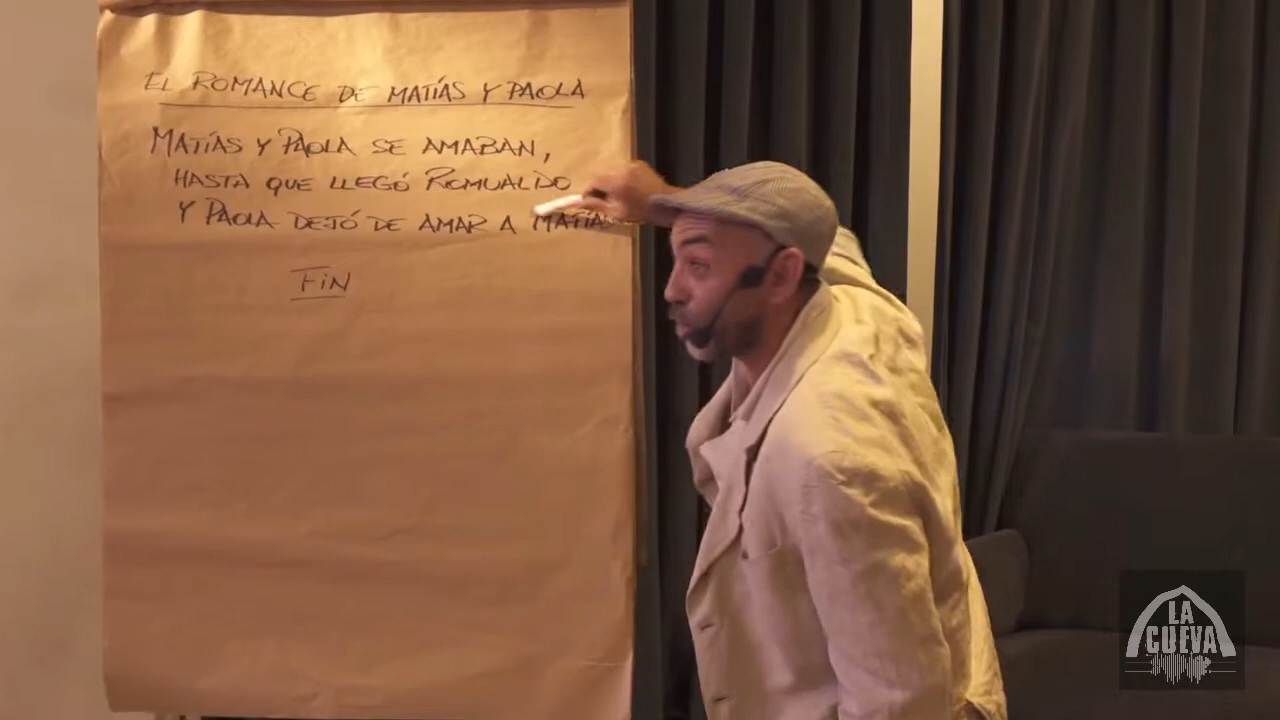 EL ROMANCE DE MATÍAS Y PAOLA
MATÍAS Y PAOLA SE AMABAN,
HASTA QUE LLEGÓ ROMUALDO
Y PAOLA DEJÓ DE AMAR A MATÍAS
FIN
LA
CUEVA